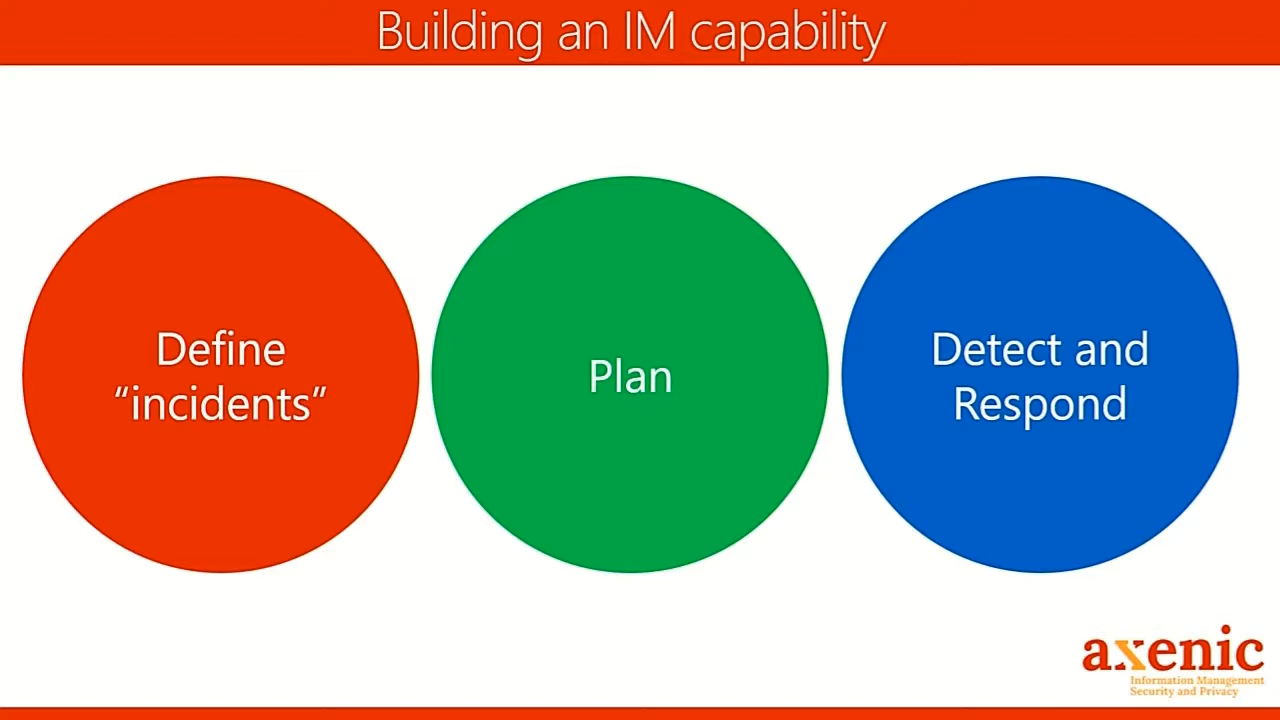 Building an IM capability
Define
“incidents”
Plan
Detect and
Respond
axenic
Information Management
Security and Privacy